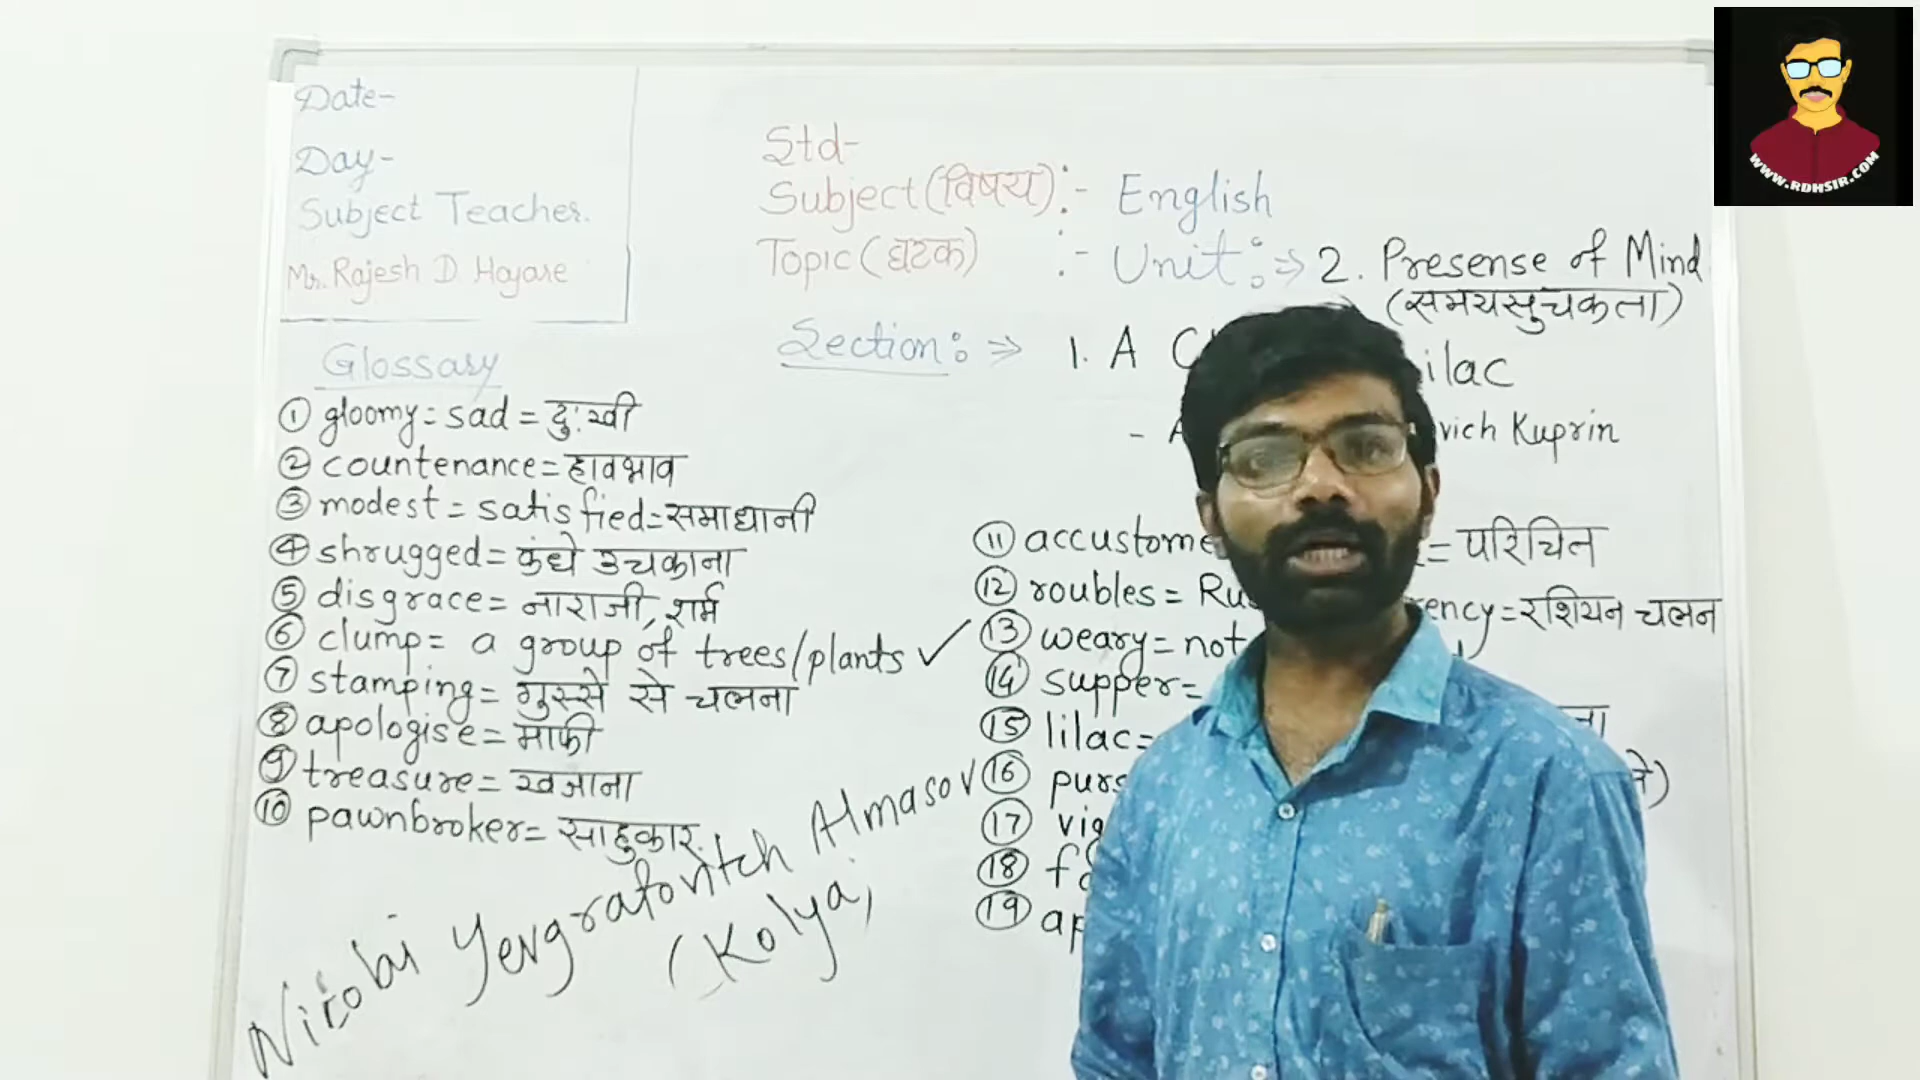 Date-
Day-
Subject Teacher.
Mr. Rajesh D. Hayare
Std-
Subject (विषय) :- English
Topic (घटक) :- Unit :⇒ 2. Presense of Mind
(समयसुचकता)
Section :⇒ 1. A C ilac
- A vich Kuprin
Glossary
① gloomy = sad = दु:खी
② countenance = हावभाव
③ modest = satisfied = समाधानी
④ shrugged = कंधे उचकाना
⑤ disgrace = नाराजी, शर्म
⑥ clump = a group of trees/plants ✓
⑦ stamping = गुस्से से चलना
⑧ apologise = माफी
⑨ treasure = खजाना
⑩ pawnbroker = साहुकार.
Yevgrafovitch Almasov
(Kolya)
⑪ accustome = परिचित
⑫ roubles = Ru ency = रशियन चलन
⑬ weary = not
⑭ supper =
⑮ lilac =
⑯ purs
⑰ vig
⑱ fo
⑲ ap
WWW.RDHSIR.COM